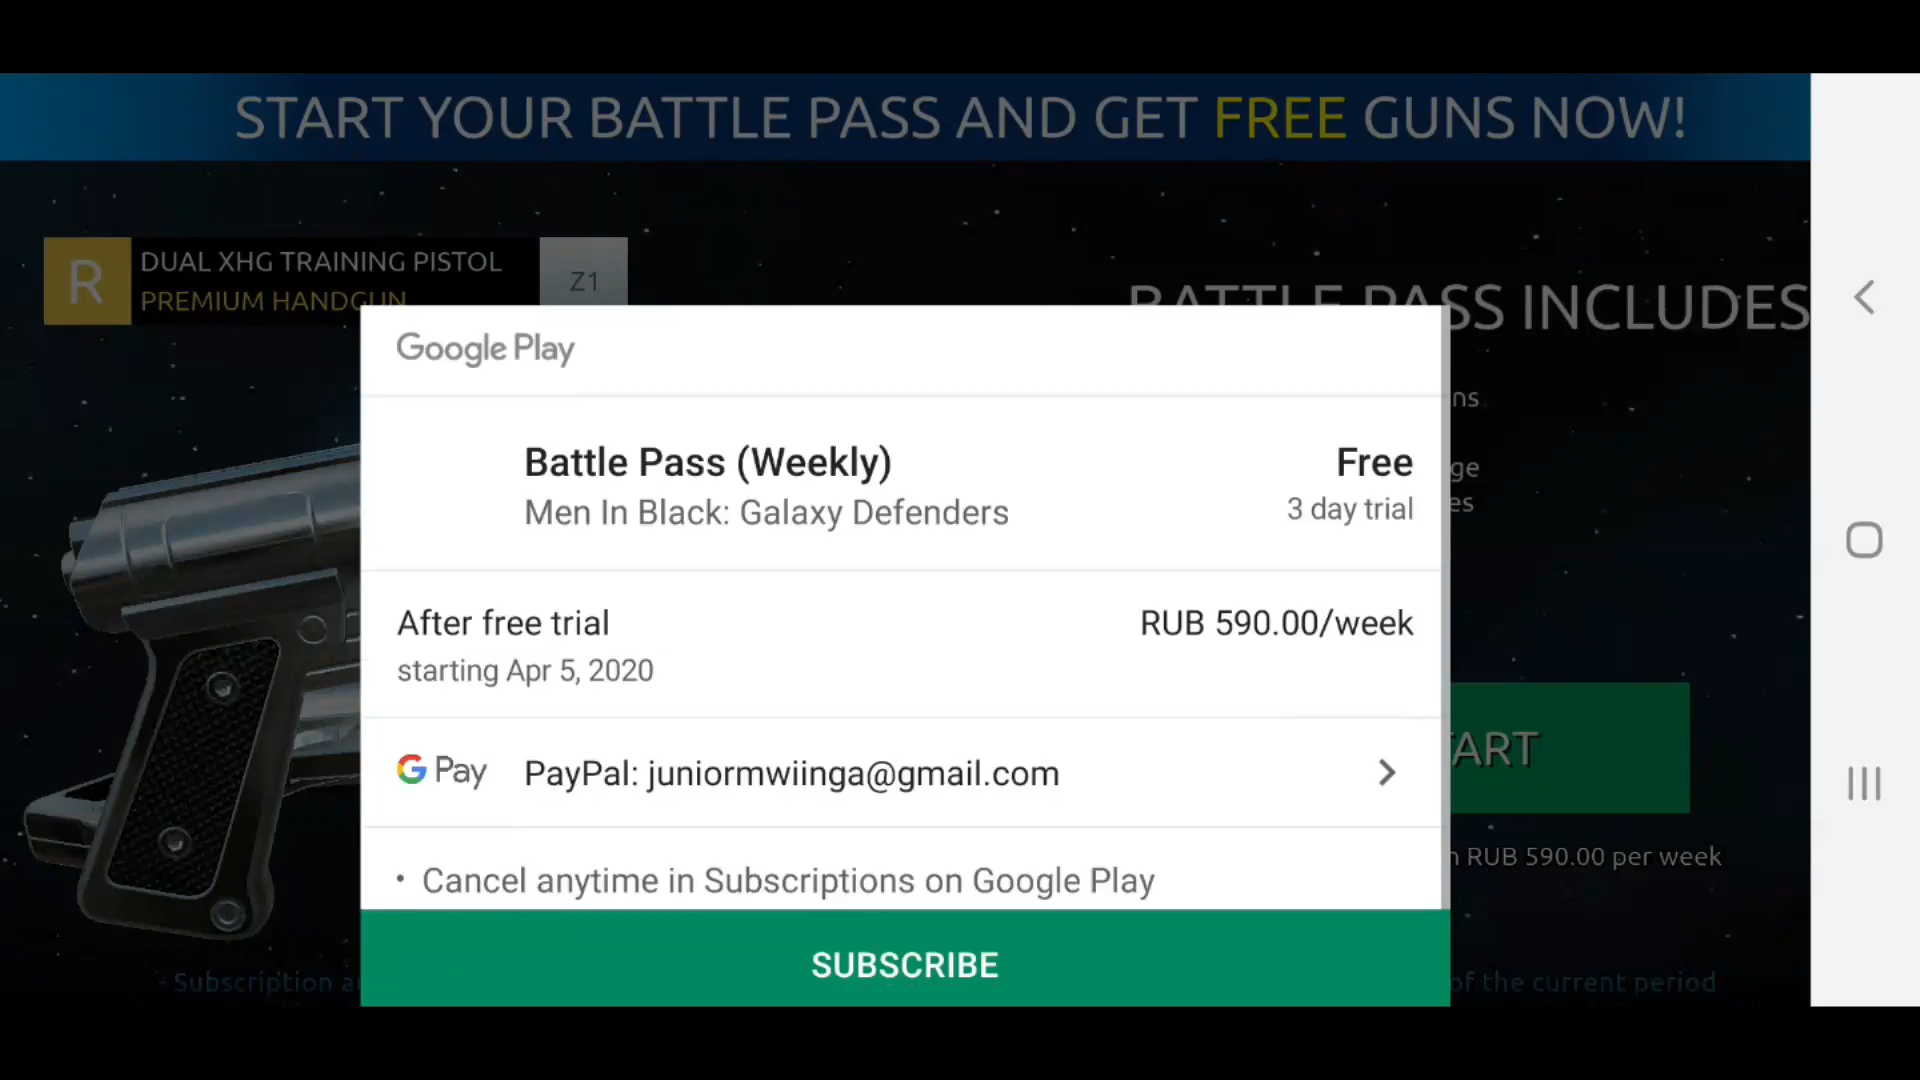 START YOUR BATTLE PASS AND GET FREE GUNS NOW!
R
DUAL XHG TRAINING PISTOL
PREMIUM HANDGUN
Z1
BATTLE PASS INCLUDES
Google Play
Battle Pass (Weekly)
Free
Men In Black: Galaxy Defenders
3 day trial
After free trial
RUB 590.00/week
starting Apr 5, 2020
G Pay
PayPal: juniormwiinga@gmail.com
RUB 590.00 per week
• Cancel anytime in Subscriptions on Google Play
SUBSCRIBE
- Subscription
of the current period